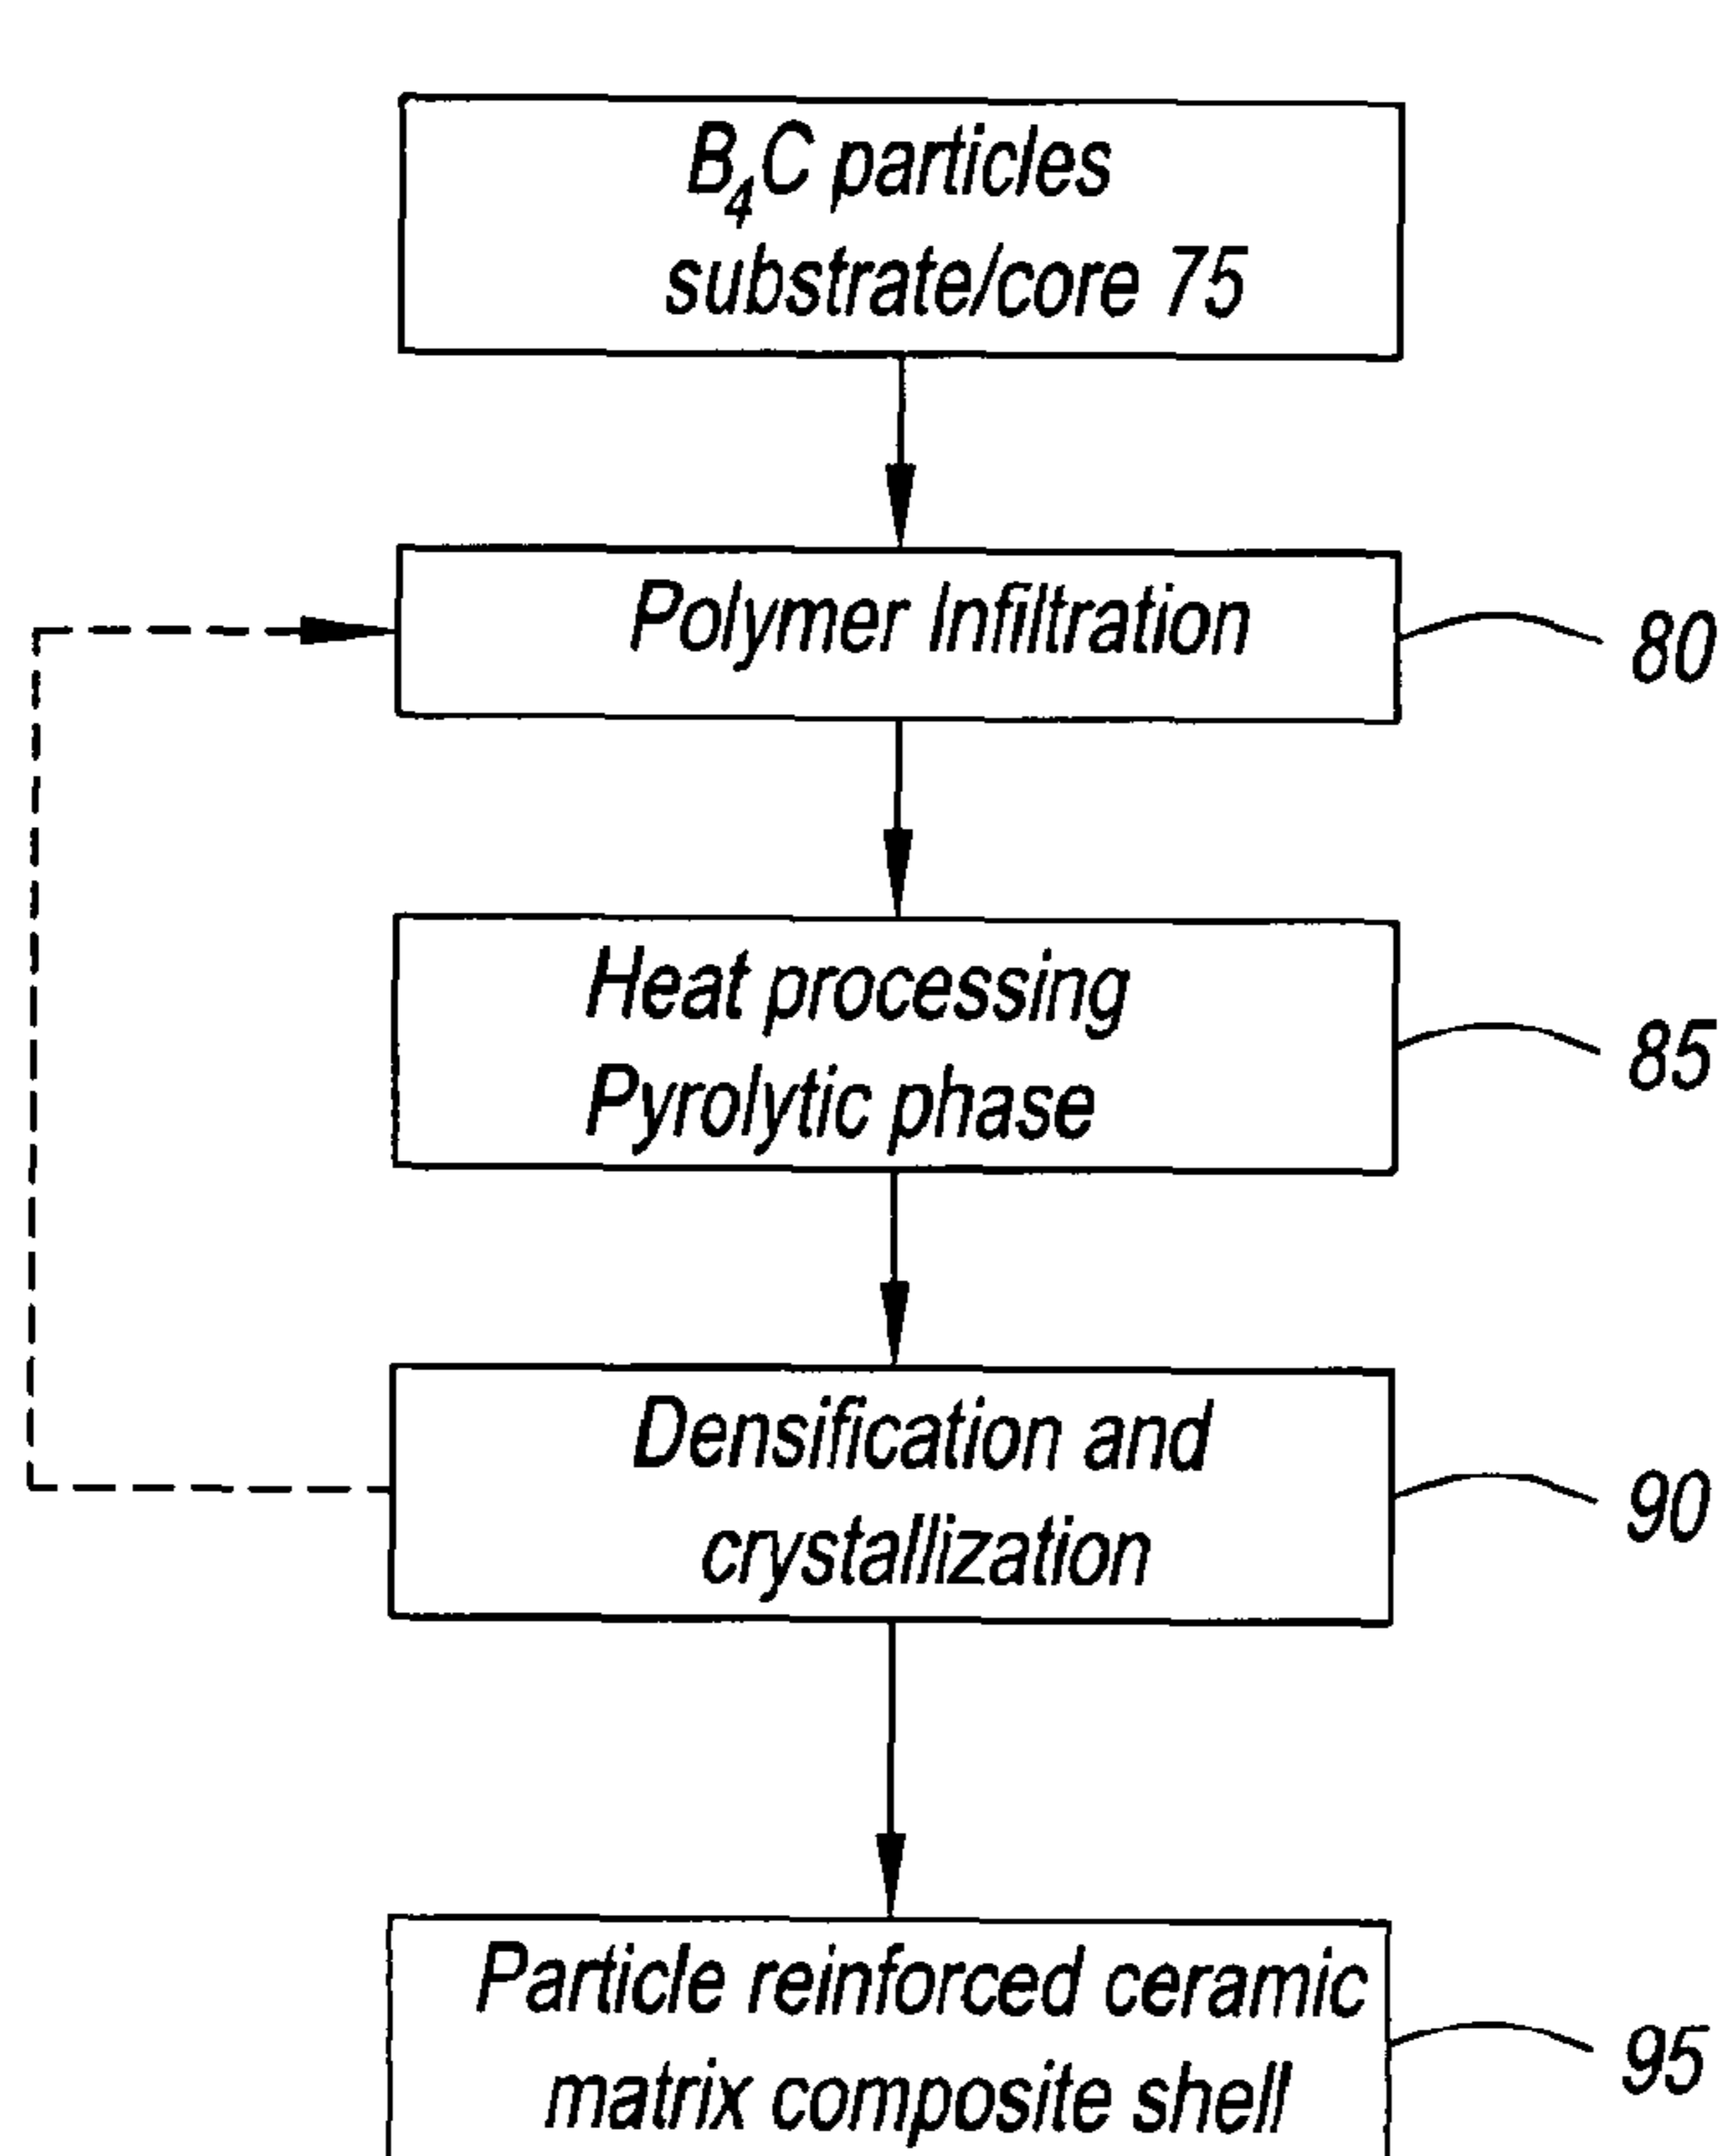 B₄C particles
substrate/core 75
Polymer Infiltration
80
Heat processing
Pyrolytic phase
85
Densification and
crystallization
90
Particle reinforced ceramic
matrix composite shell
95